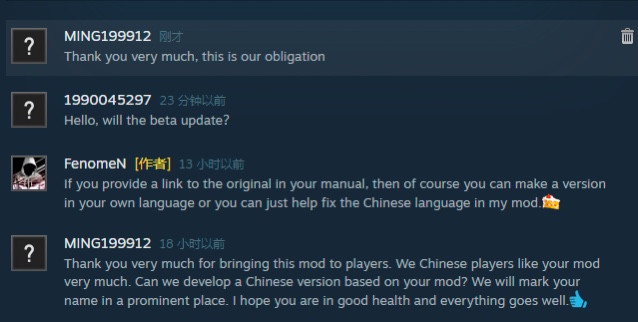 MING199912 刚才
Thank you very much, this is our obligation
1990045297 23 分钟以前
Hello, will the beta update?
FenomeN [作者] 13 小时以前
If you provide a link to the original in your manual, then of course you can make a version
in your own language or you can just help fix the Chinese language in my mod.🍰
MING199912 18 小时以前
Thank you very much for bringing this mod to players. We Chinese players like your mod
very much. Can we develop a Chinese version based on your mod? We will mark your
name in a prominent place. I hope you are in good health and everything goes well.👍